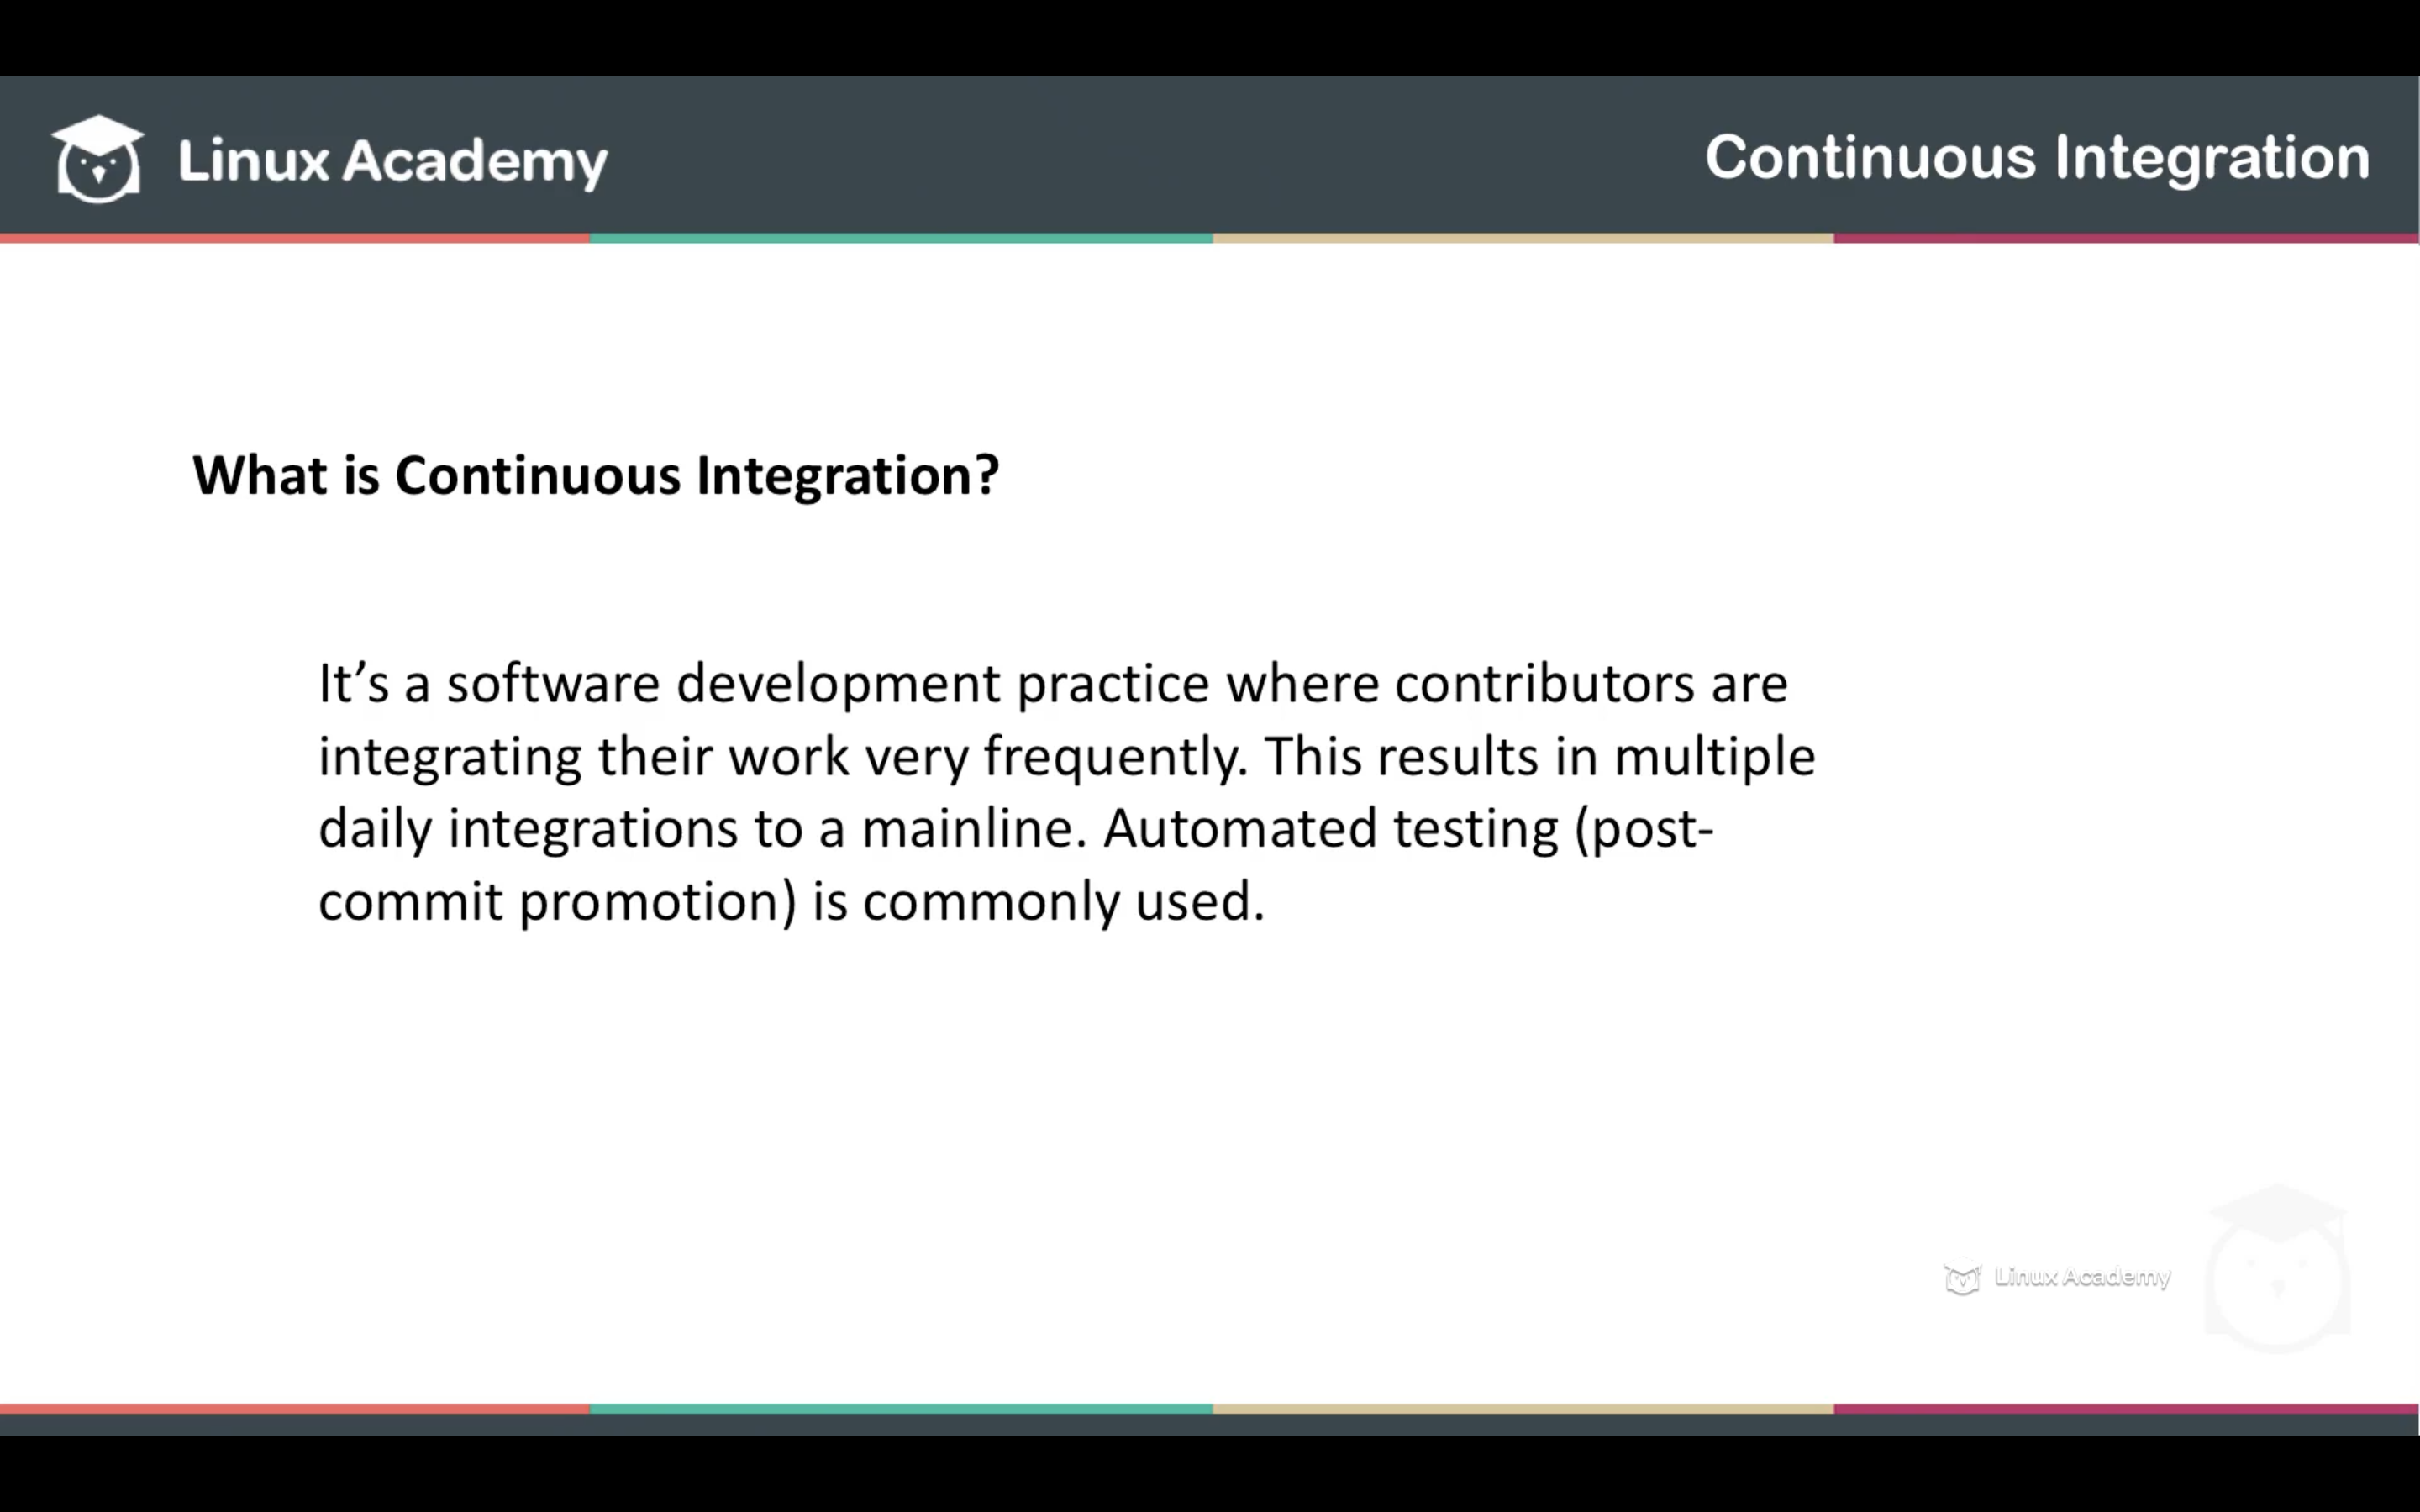 Linux Academy
Continuous Integration
What is Continuous Integration?
It’s a software development practice where contributors are
integrating their work very frequently. This results in multiple
daily integrations to a mainline. Automated testing (post-
commit promotion) is commonly used.
Linux Academy